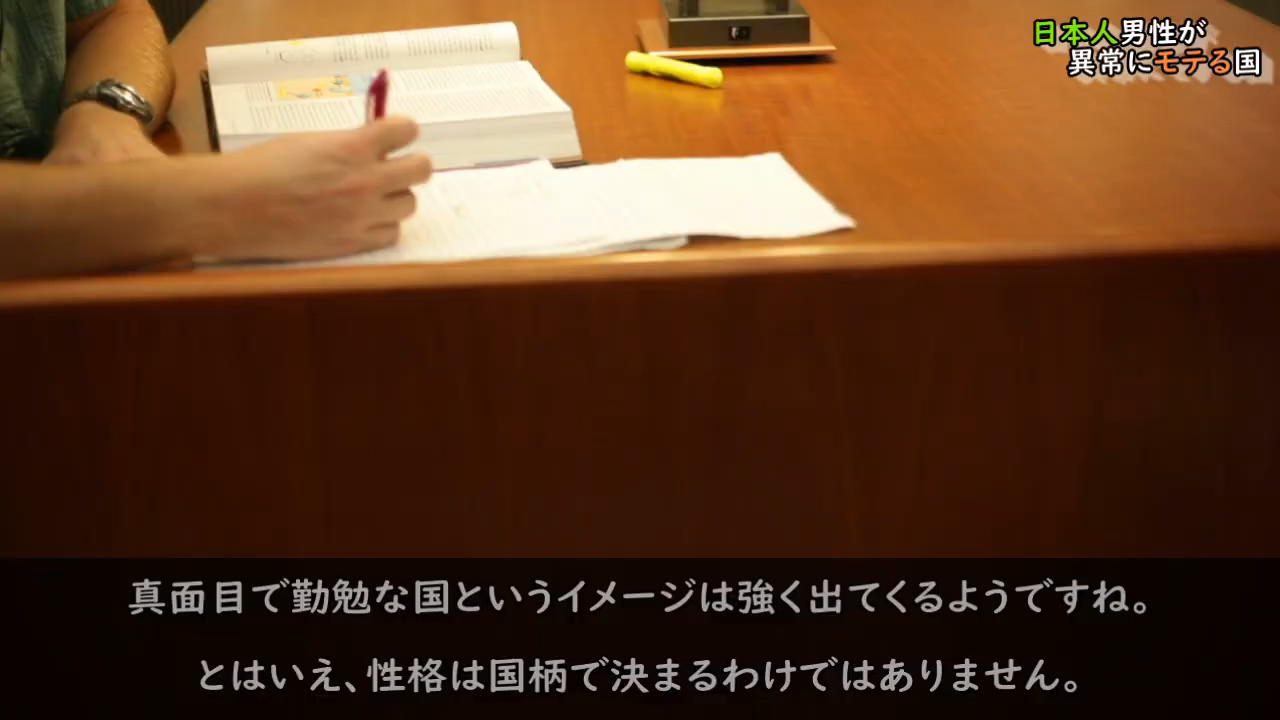 日本人男性が
異常にモテる国
真面目で勤勉な国というイメージは強く出てくるようですね。
とはいえ、性格は国柄で決まるわけではありません。